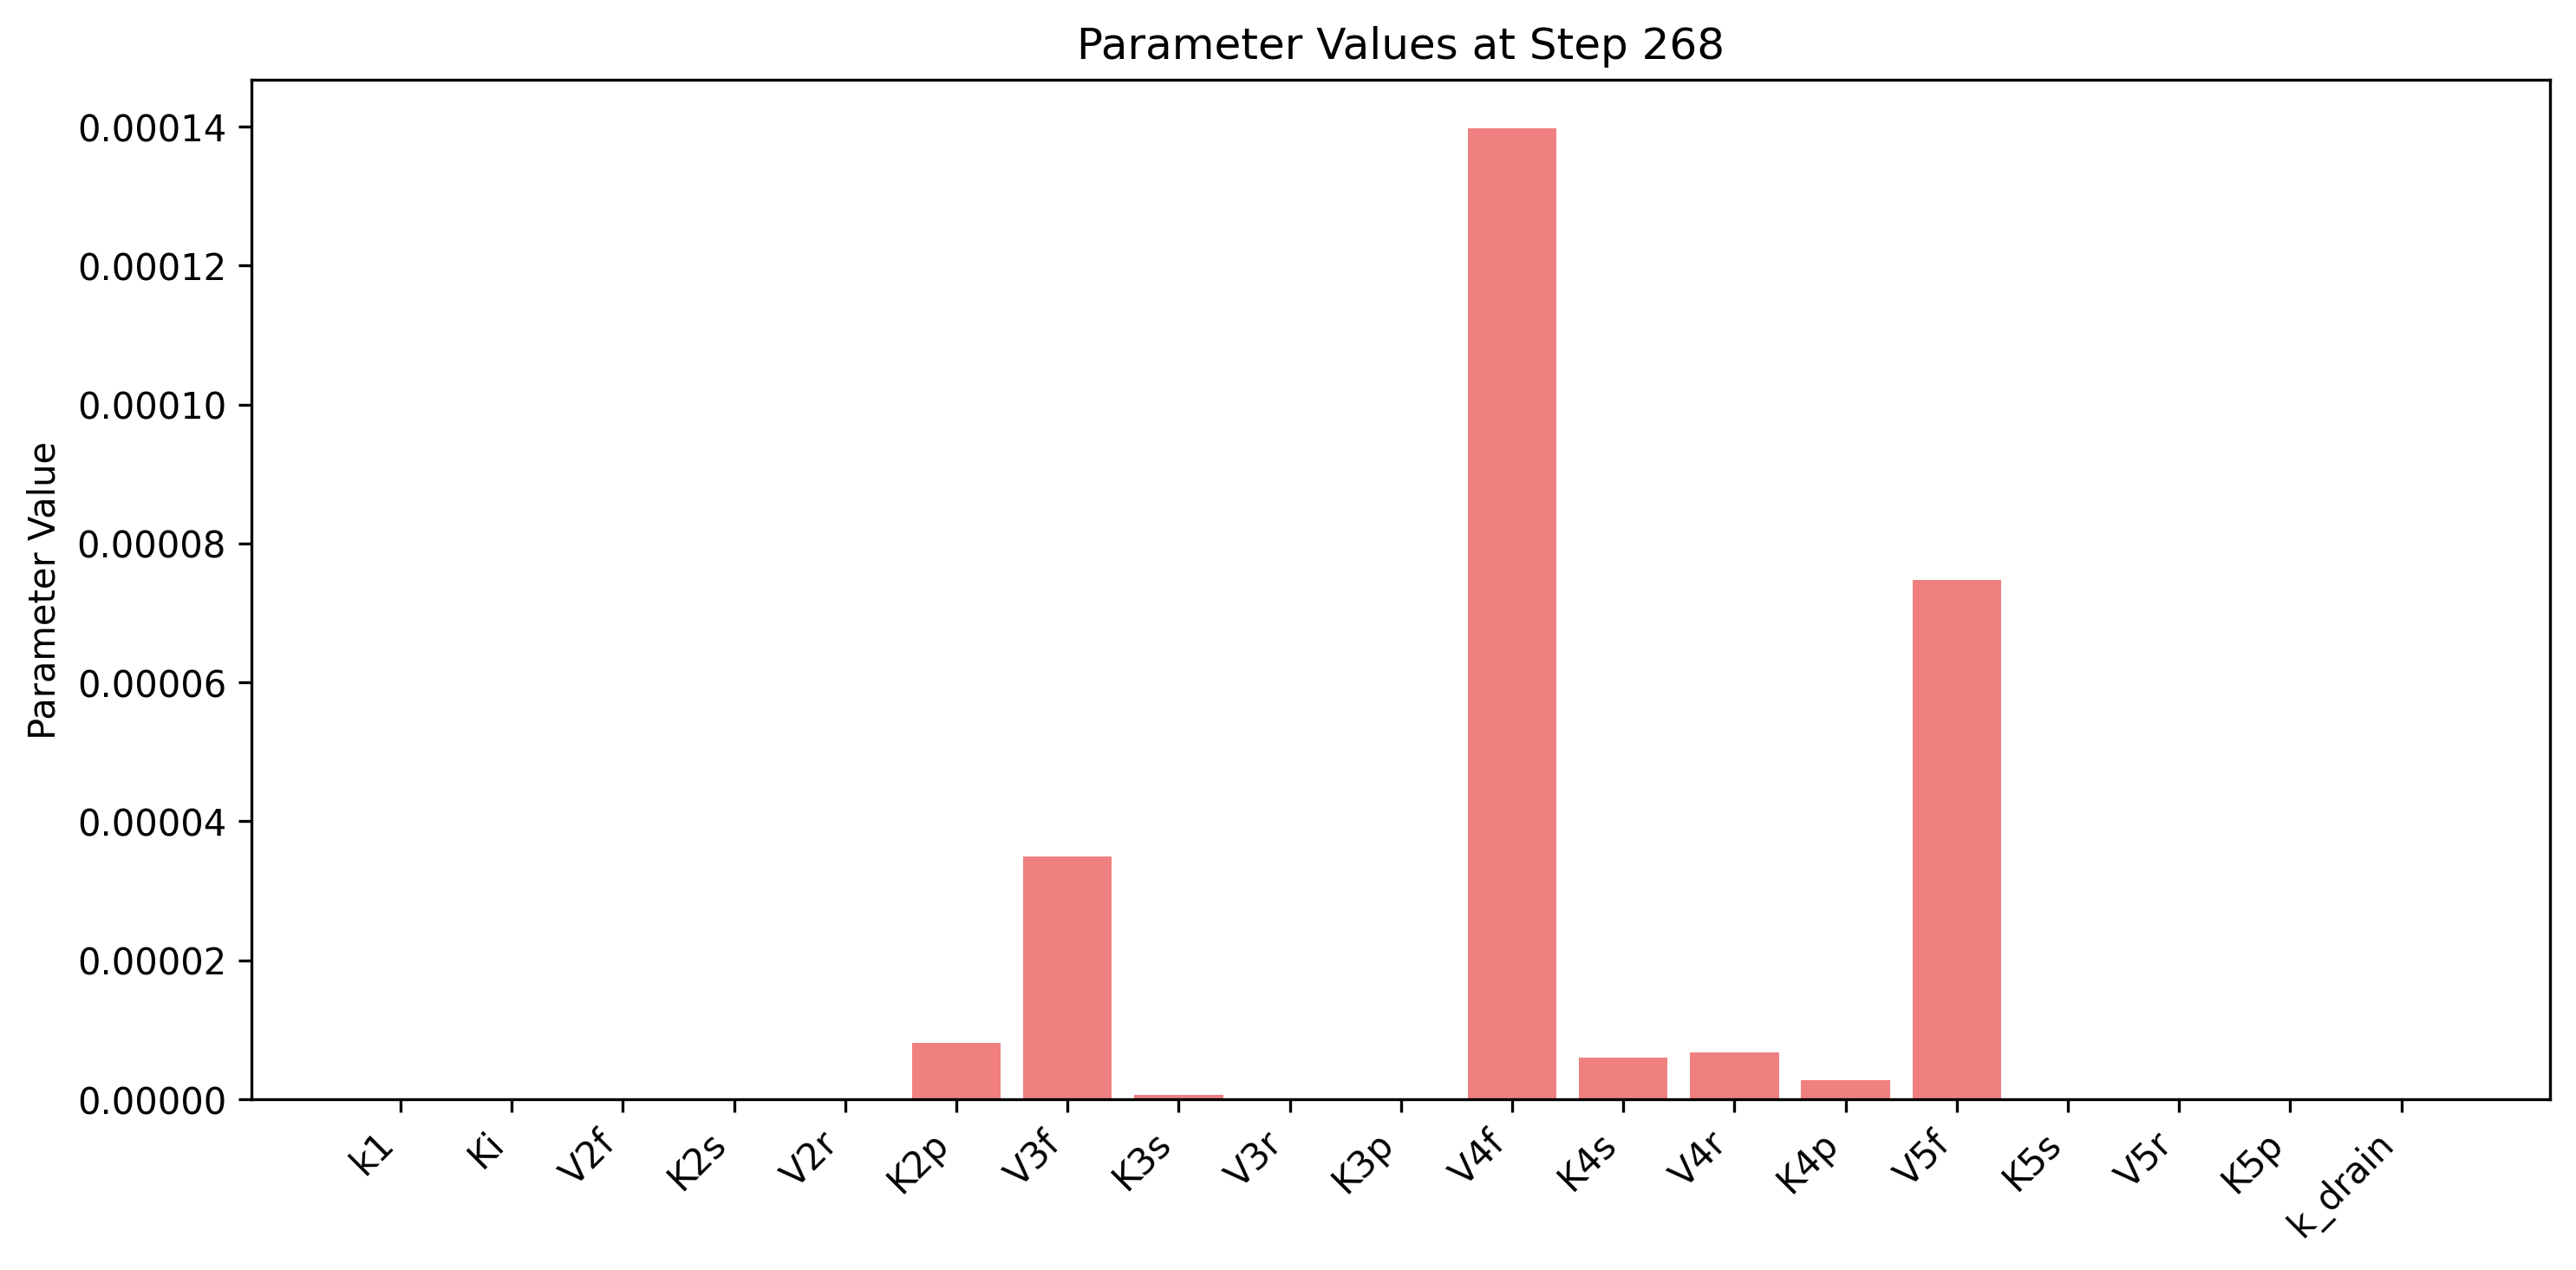 Parameter Values at Step 268
Parameter Value
0.00014
0.00012
0.00010
0.00008
0.00006
0.00004
0.00002
0.00000
k1
Ki
V2f
K2s
V2r
K2p
V3f
K3s
V3r
K3p
V4f
K4s
V4r
K4p
V5f
K5s
V5r
K5p
k_drain